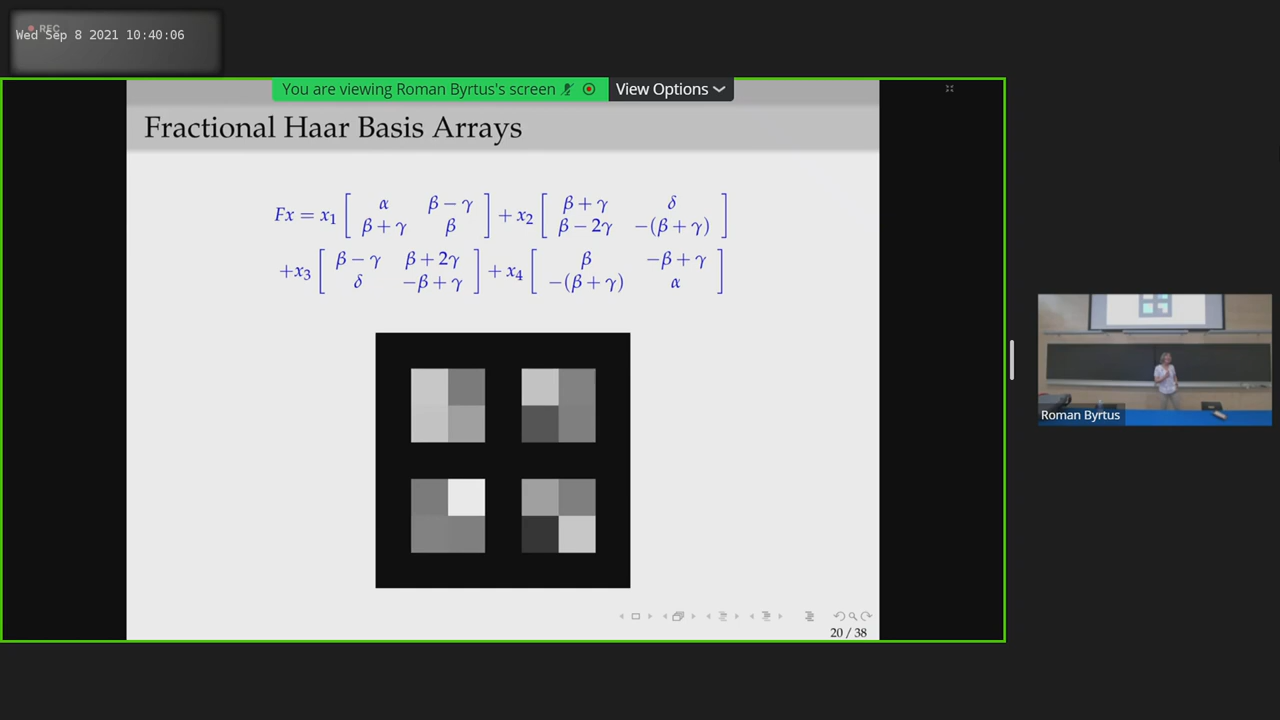 REC
Wed Sep 8 2021 10:40:06
You are viewing Roman Byrtus's screen View Options
Fractional Haar Basis Arrays
Fx = x₁ [ α β − γ ; β + γ β ] + x₂ [ β + γ δ ; β − 2γ −(β + γ) ]
+x₃ [ β − γ β + 2γ ; δ −β + γ ] + x₄ [ β −β + γ ; −(β + γ) α ]
Roman Byrtus
20 / 38